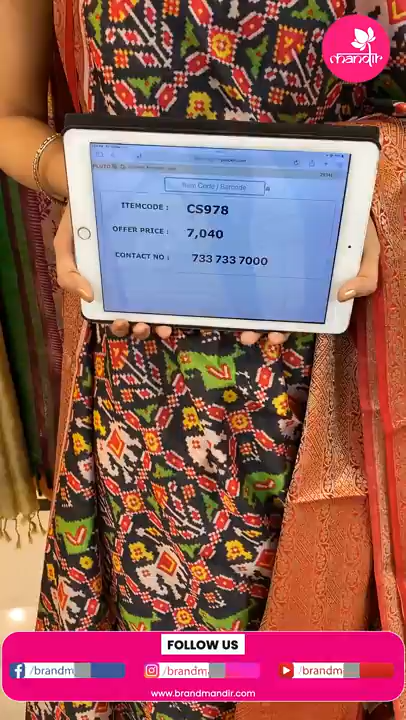 mandir
Item Code / Barcode
ITEMCODE : CS978
OFFER PRICE : 7,040
CONTACT NO : 733 733 7000
FOLLOW US
/brandm
/brandm
/brandm
www.brandmandir.com